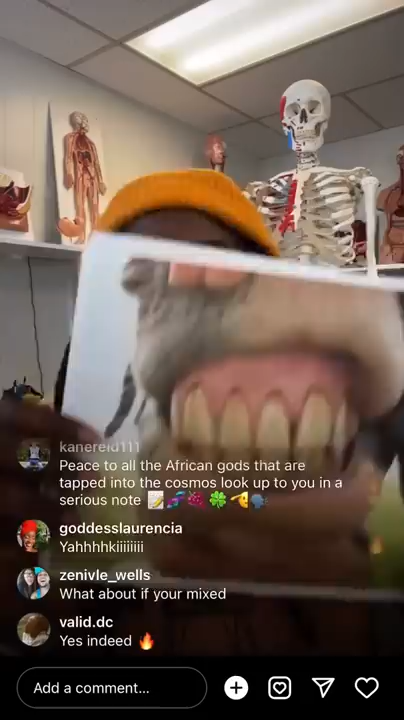 kanereid111
Peace to all the African gods that are
tapped into the cosmos look up to you in a
serious note 📝🧬🍇🍀🫴🗣️
goddesslaurencia
Yahhhhkiiiiiiii
zenivle_wells
What about if your mixed
valid.dc
Yes indeed 🔥
Add a comment...